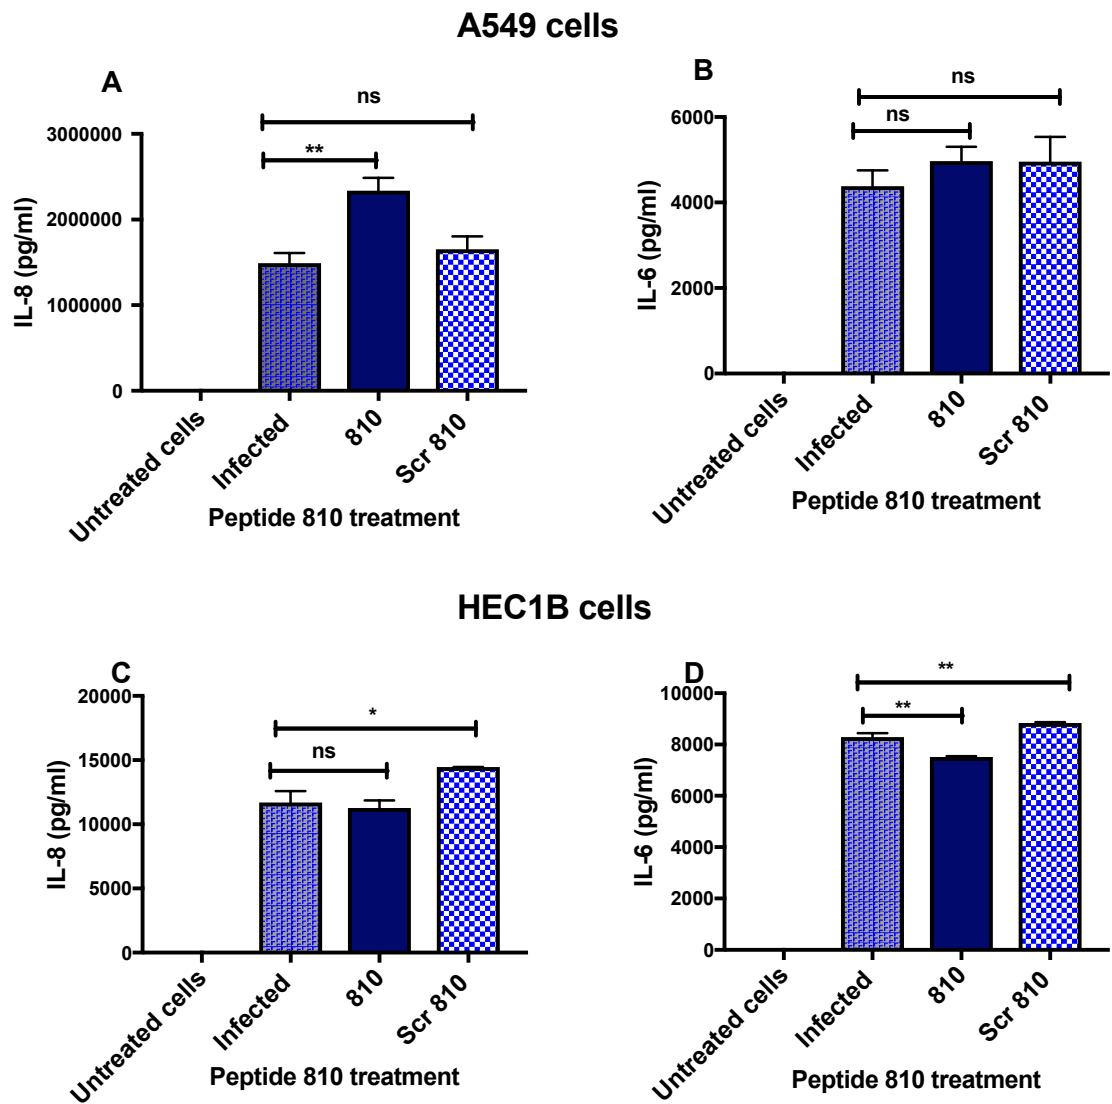 A549 cells
A
ns
**
3000000
2000000
1000000
0
IL-8 (pg/ml)
Untreated cells
Infected
810
Scr 810
Peptide 810 treatment
B
ns
ns
6000
4000
2000
0
IL-6 (pg/ml)
Untreated cells
Infected
810
Scr 810
Peptide 810 treatment
HEC1B cells
C
*
ns
20000
15000
10000
5000
0
IL-8 (pg/ml)
Untreated cells
Infected
810
Scr 810
Peptide 810 treatment
D
**
**
10000
8000
6000
4000
2000
0
IL-6 (pg/ml)
Untreated cells
Infected
810
Scr 810
Peptide 810 treatment